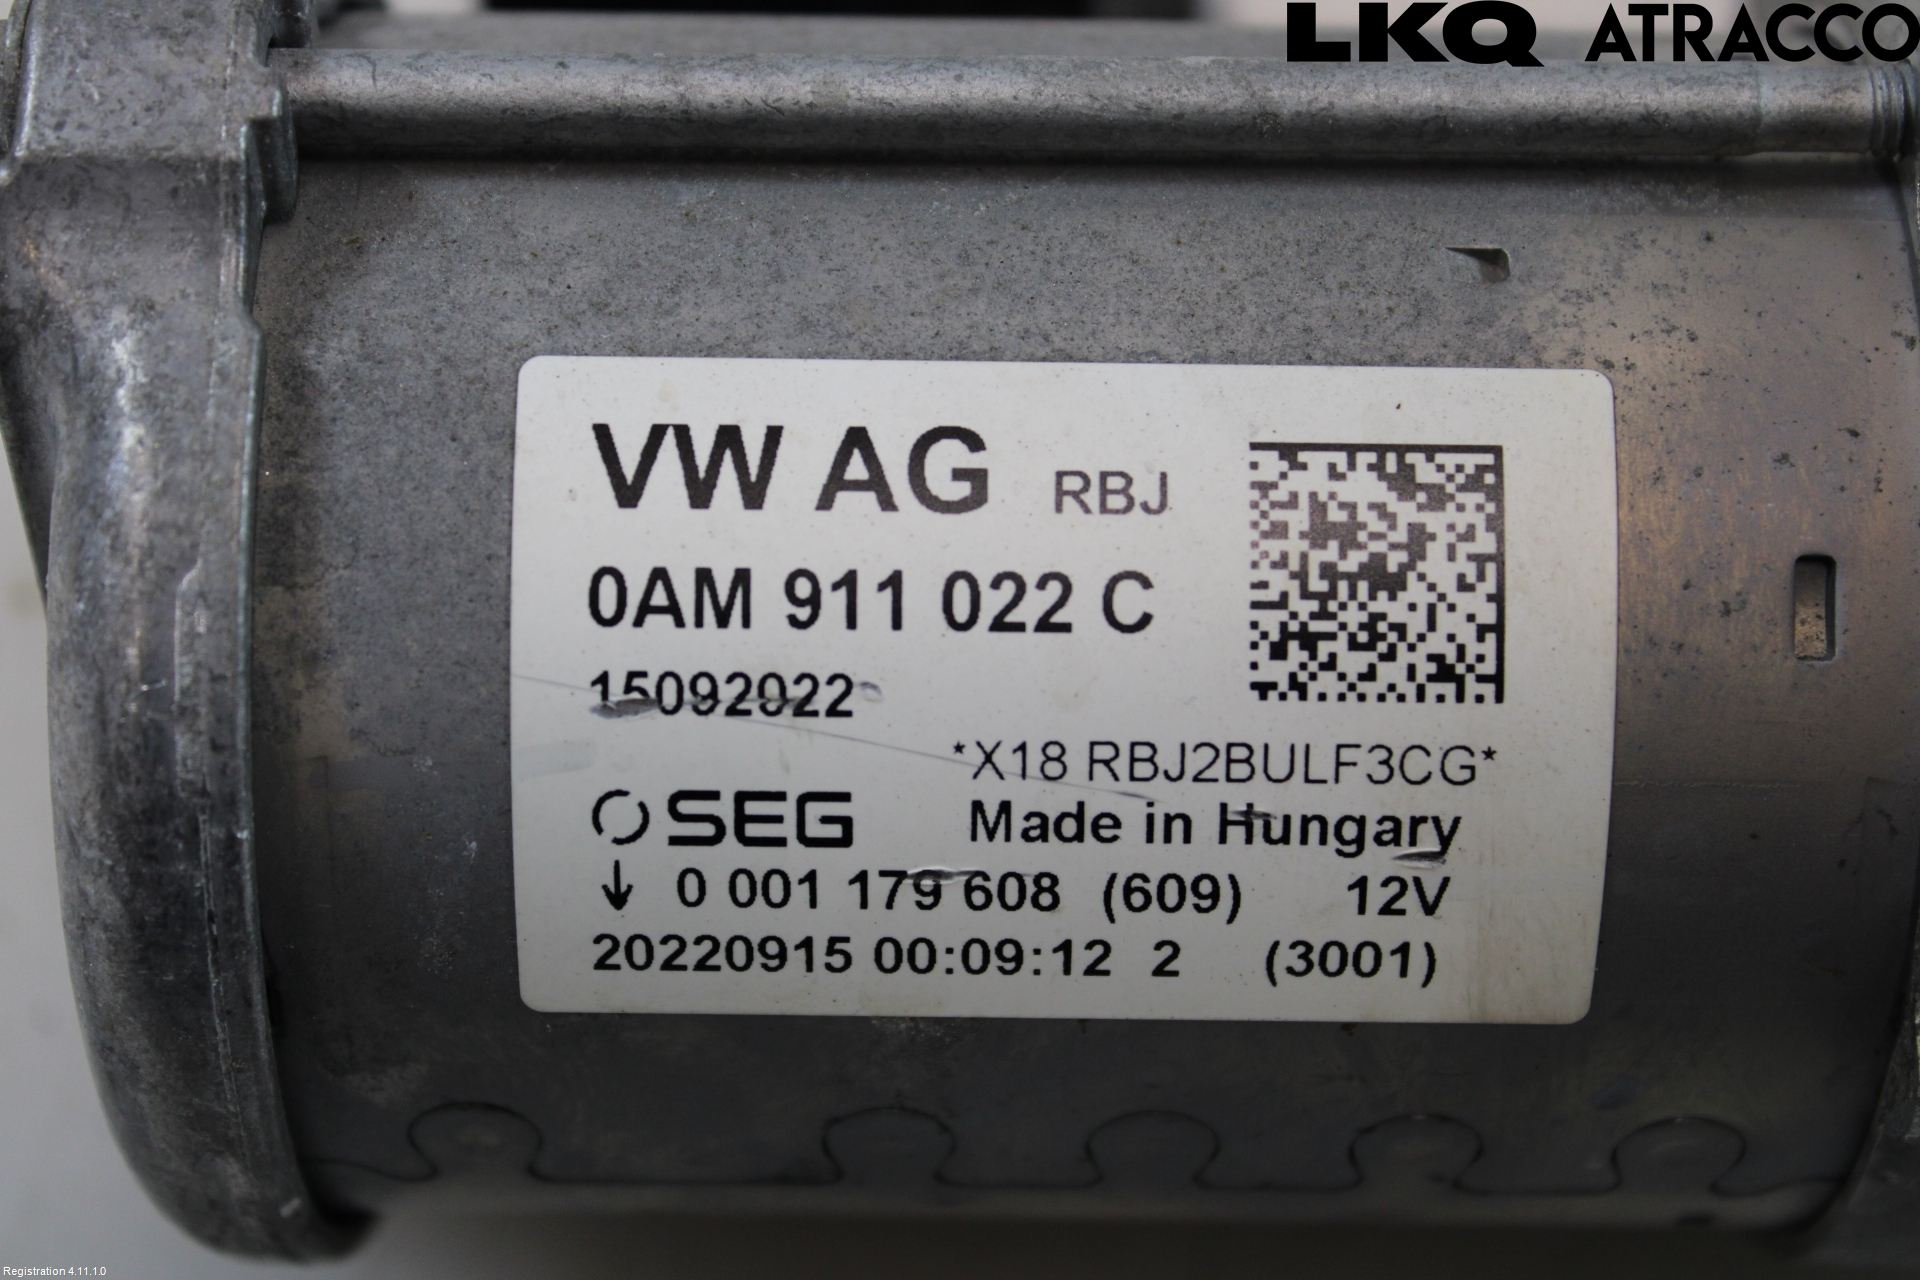 LKQ ATRACCO
VW AG RBJ
0AM 911 022 C
15092022
*X18 RBJ2BULF3CG*
SEG Made in Hungary
↓ 0 001 179 608 (609) 12V
20220915 00:09:12 2 (3001)
Registration 4.11.1.0